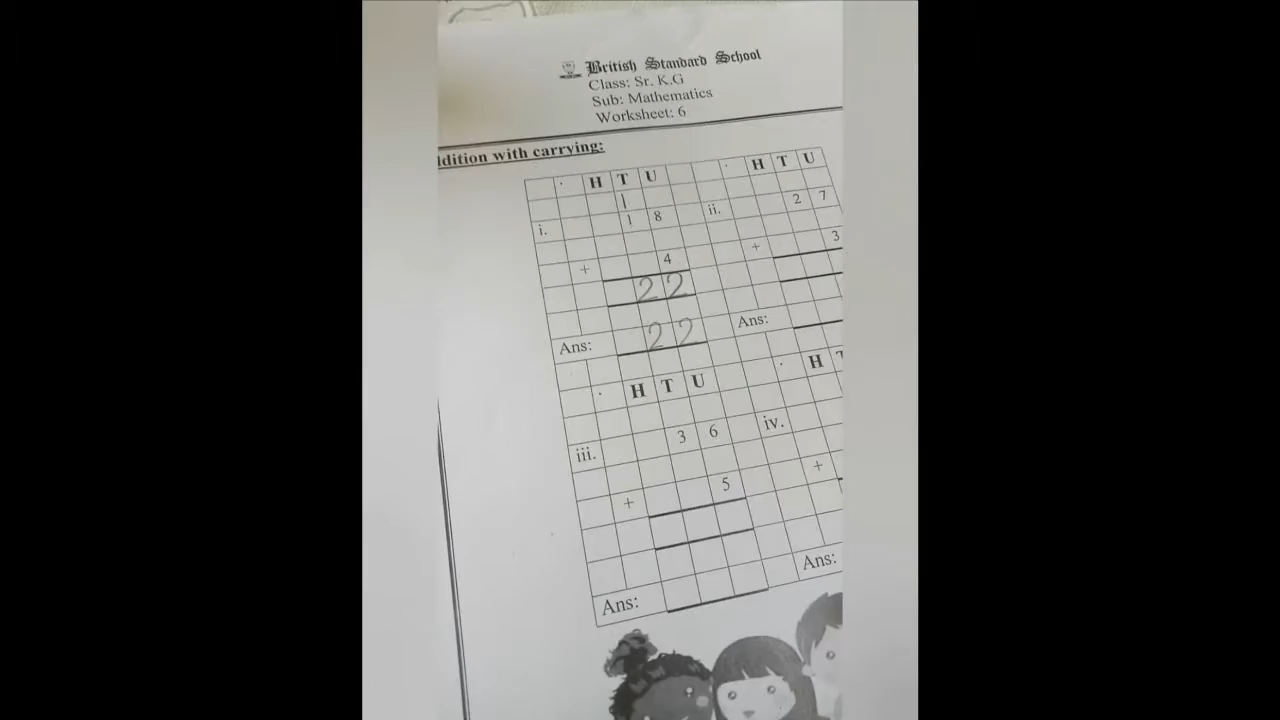 British Standard School
Class: Sr. K.G
Sub: Mathematics
Worksheet: 6
ddition with carrying:
H T U
1
i. 1 8
+ 4
22
Ans: 22
H T U
ii. 2 7
+ 3
Ans:
H T U
iii. 3 6
+ 5
Ans:
H T
iv.
+
Ans: